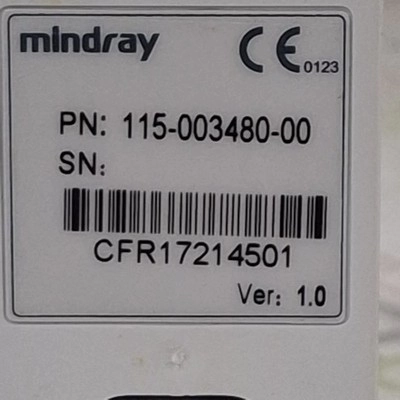 mindray CE 0123
PN: 115-003480-00
SN:
CFR17214501
Ver: 1.0